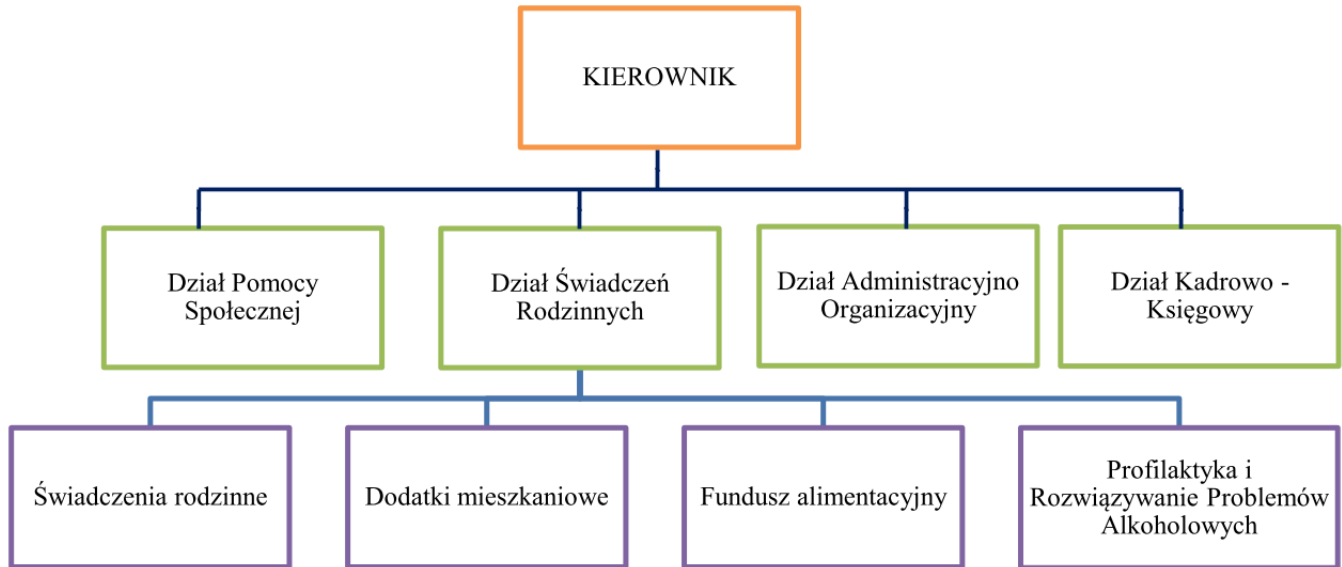 KIEROWNIK
Dział Pomocy
Społecznej
Dział Świadczeń
Rodzinnych
Dział Administracyjno
Organizacyjny
Dział Kadrowo -
Księgowy
Świadczenia rodzinne
Dodatki mieszkaniowe
Fundusz alimentacyjny
Profilaktyka i
Rozwiązywanie Problemów
Alkoholowych